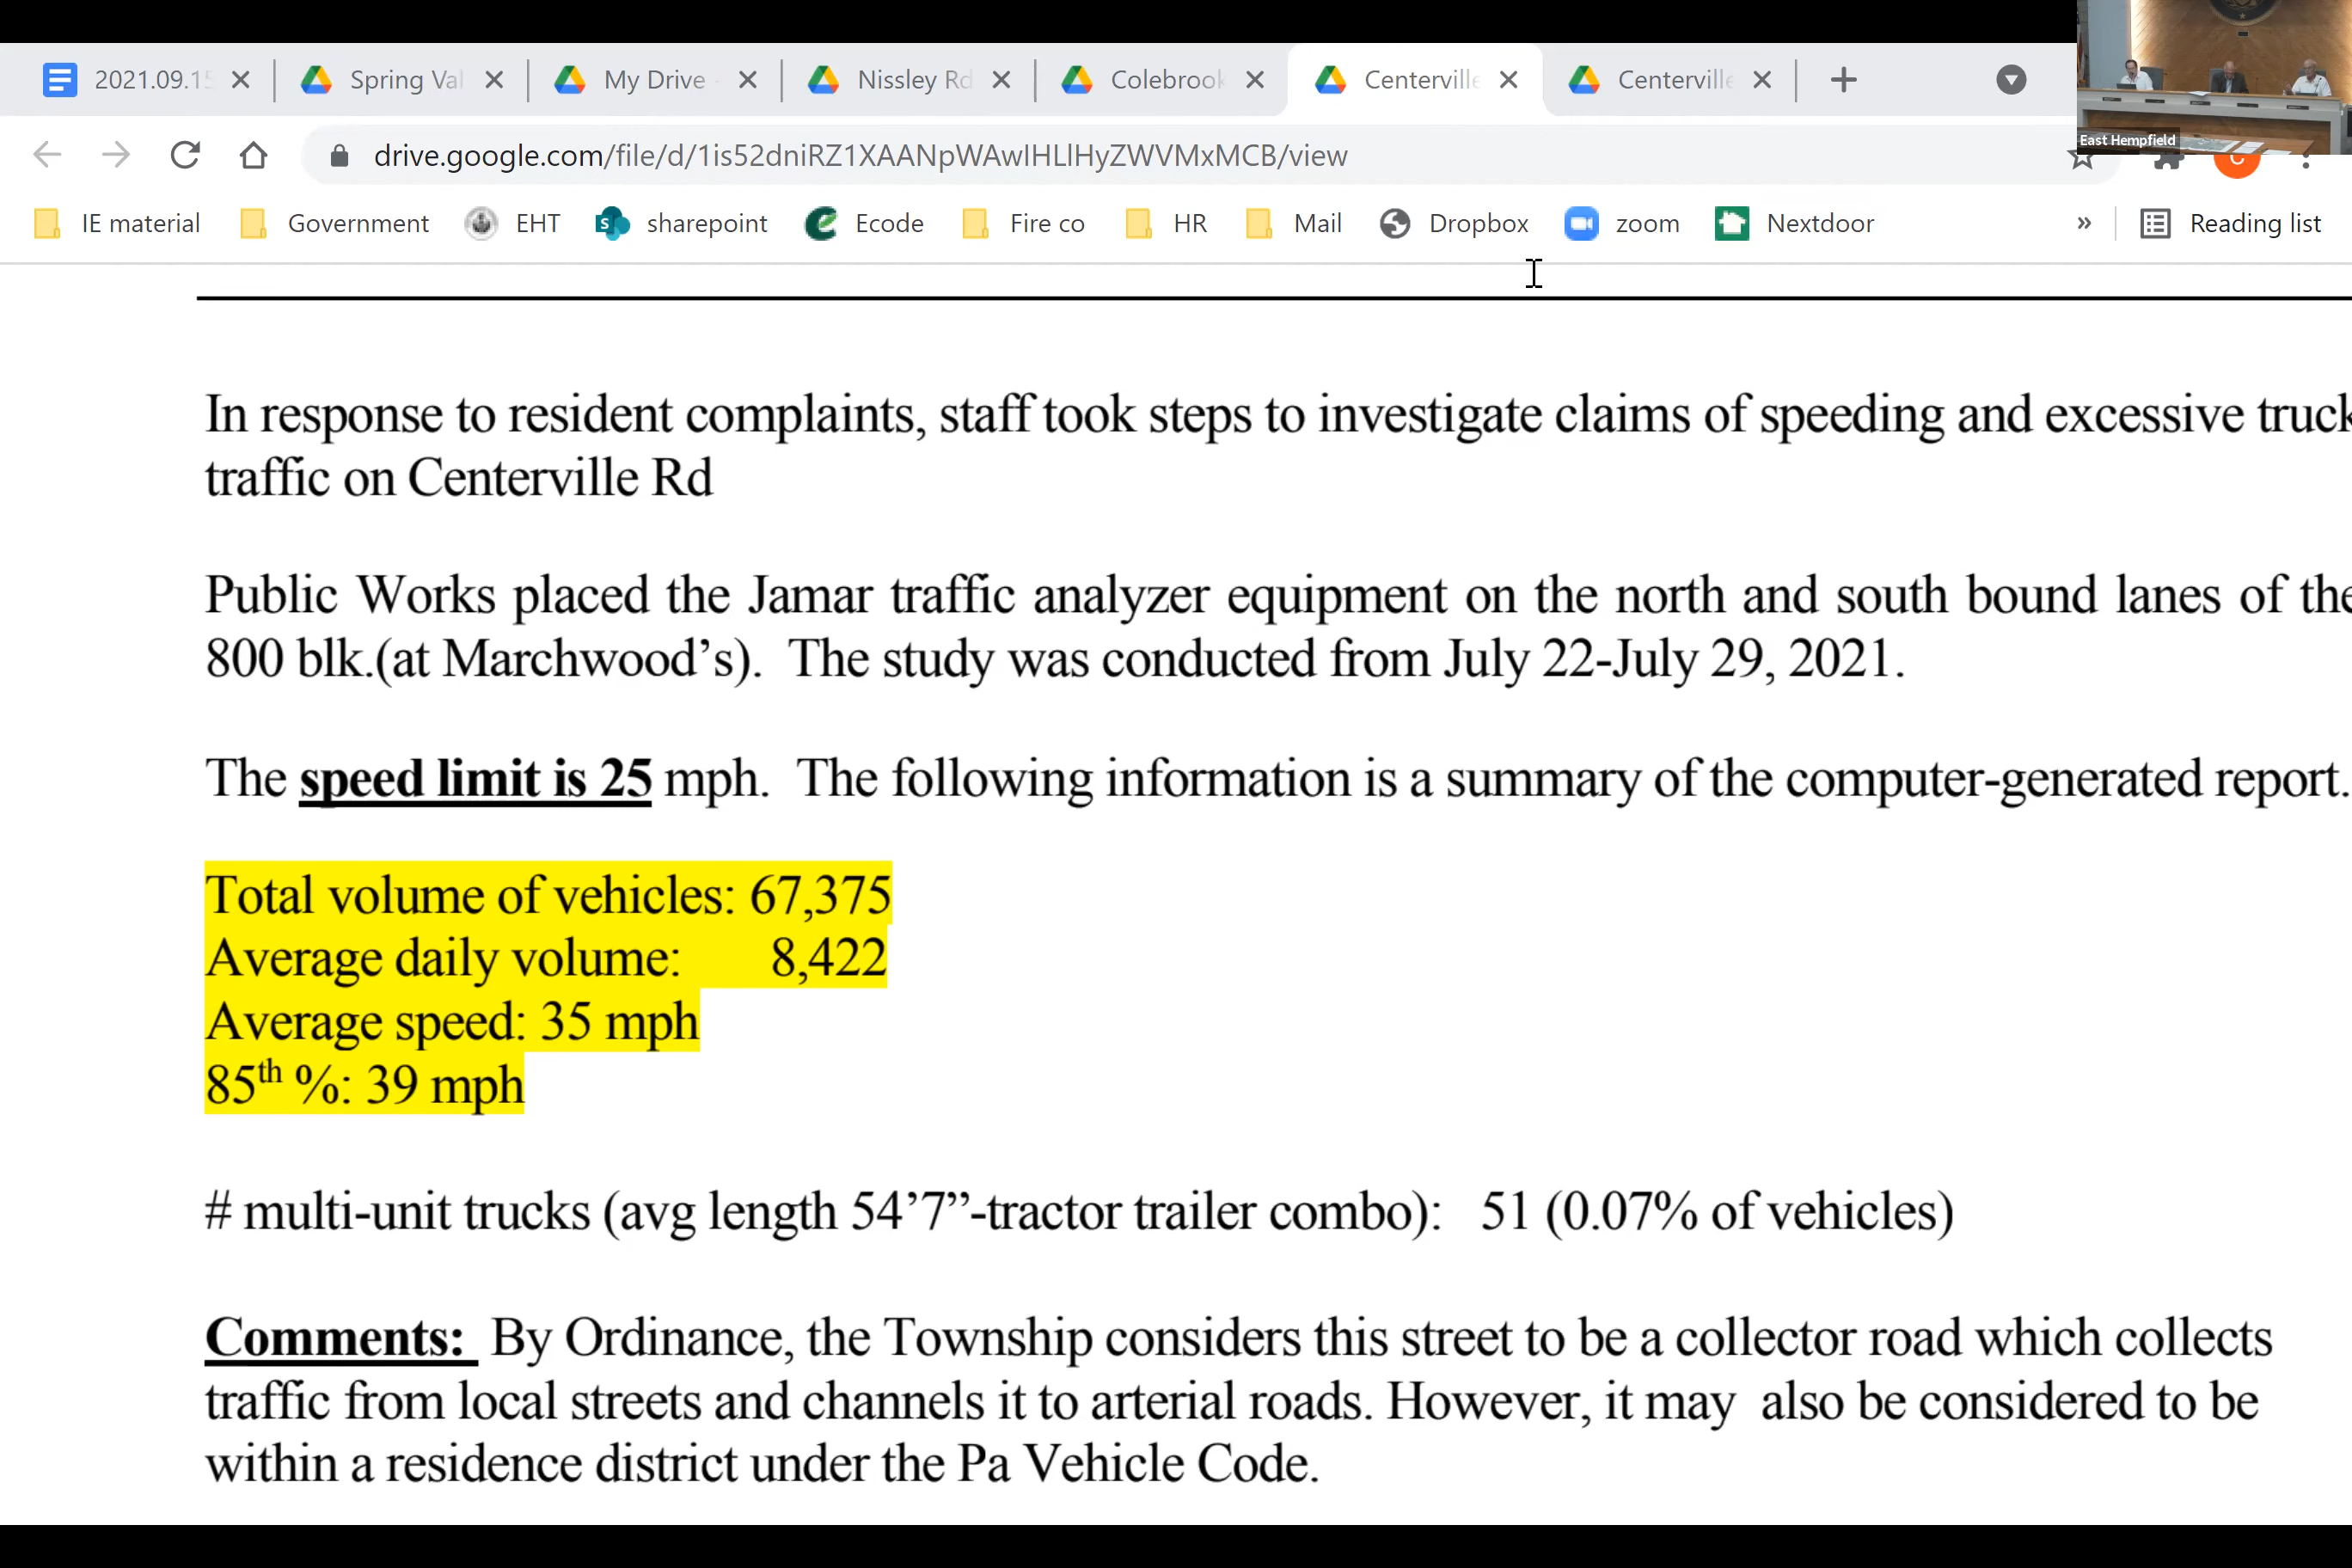 2021.09.15
Spring Val
My Drive -
Nissley Rd
Colebrook
Centerville
Centerville
East Hempfield
drive.google.com/file/d/1is52dniRZ1XAANpWAwIHLlHyZWVMxMCB/view
C
IE material
Government
EHT
sharepoint
Ecode
Fire co
HR
Mail
Dropbox
zoom
Nextdoor
»
Reading list
In response to resident complaints, staff took steps to investigate claims of speeding and excessive truck
traffic on Centerville Rd
Public Works placed the Jamar traffic analyzer equipment on the north and south bound lanes of the
800 blk.(at Marchwood’s). The study was conducted from July 22-July 29, 2021.
The speed limit is 25 mph. The following information is a summary of the computer-generated report.
Total volume of vehicles: 67,375
Average daily volume: 8,422
Average speed: 35 mph
85th %: 39 mph
# multi-unit trucks (avg length 54’7”-tractor trailer combo): 51 (0.07% of vehicles)
Comments: By Ordinance, the Township considers this street to be a collector road which collects
traffic from local streets and channels it to arterial roads. However, it may also be considered to be
within a residence district under the Pa Vehicle Code.